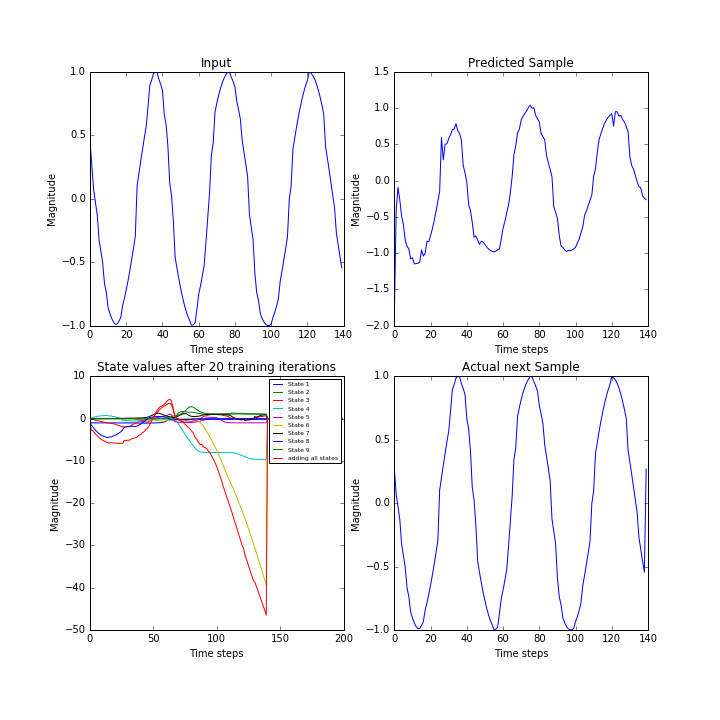 Input
Magnitude
1.0
0.5
0.0
−0.5
−1.0
0 20 40 60 80 100 120 140
Time steps
Predicted Sample
Magnitude
1.5
1.0
0.5
0.0
−0.5
−1.0
−1.5
−2.0
0 20 40 60 80 100 120 140
Time steps
State values after 20 training iterations
Magnitude
10
0
−10
−20
−30
−40
−50
0 50 100 150 200
Time steps
State 1
State 2
State 3
State 4
State 5
State 6
State 7
State 8
State 9
adding all states
Actual next Sample
Magnitude
1.0
0.5
0.0
−0.5
−1.0
0 20 40 60 80 100 120 140
Time steps